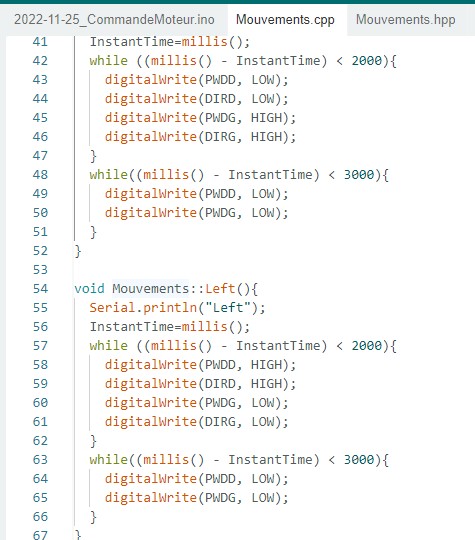 2022-11-25_CommandeMoteur.ino Mouvements.cpp Mouvements.hpp
41 InstantTime=millis();
42 while ((millis() - InstantTime) < 2000){
43 digitalWrite(PWDD, LOW);
44 digitalWrite(DIRD, LOW);
45 digitalWrite(PWDG, HIGH);
46 digitalWrite(DIRG, HIGH);
47 }
48 while((millis() - InstantTime) < 3000){
49 digitalWrite(PWDD, LOW);
50 digitalWrite(PWDG, LOW);
51 }
52 }
53
54 void Mouvements::Left(){
55 Serial.println("Left");
56 InstantTime=millis();
57 while ((millis() - InstantTime) < 2000){
58 digitalWrite(PWDD, HIGH);
59 digitalWrite(DIRD, HIGH);
60 digitalWrite(PWDG, LOW);
61 digitalWrite(DIRG, LOW);
62 }
63 while((millis() - InstantTime) < 3000){
64 digitalWrite(PWDD, LOW);
65 digitalWrite(PWDG, LOW);
66 }
67 }